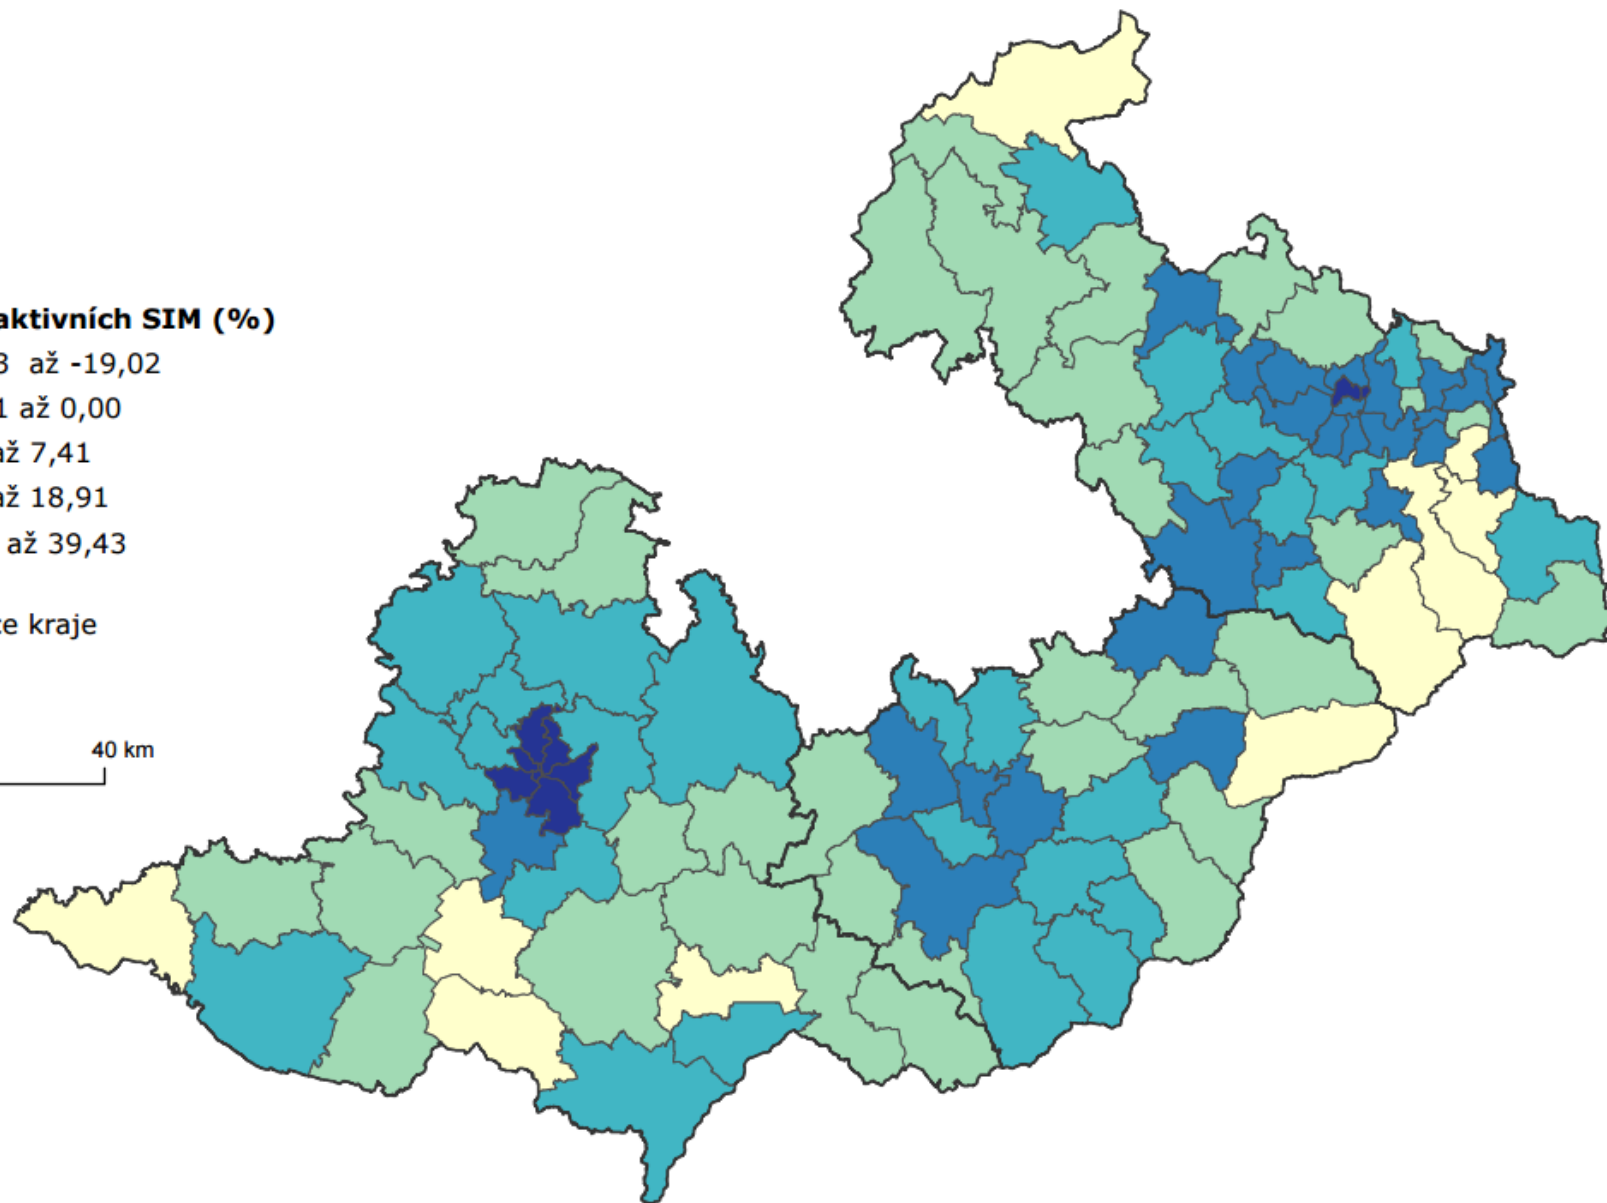 aktivních SIM (%)
3 až -19,02
1 až 0,00
až 7,41
až 18,91
až 39,43
ce kraje
40 km